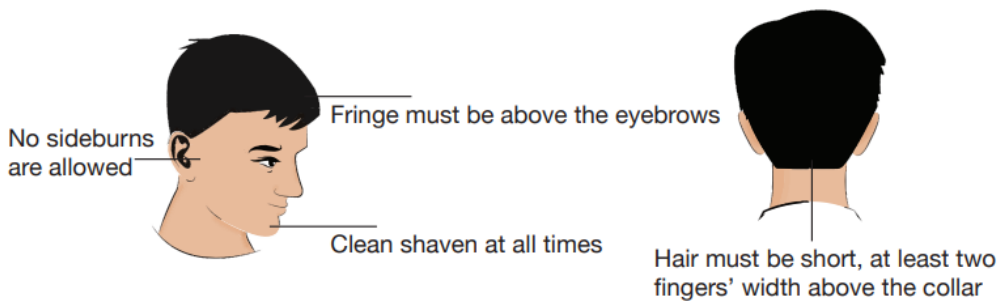 Fringe must be above the eyebrows
No sideburns
are allowed
Clean shaven at all times
Hair must be short, at least two
fingers’ width above the collar